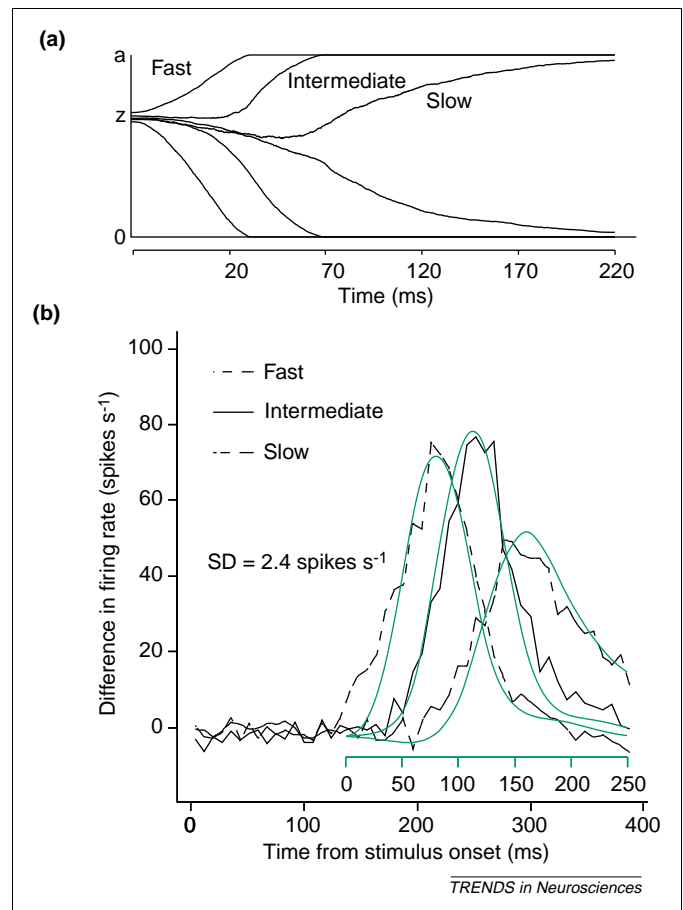 (a)
a
Fast
Intermediate
Slow
z
0
20 70 120 170 220
Time (ms)
(b)
100
80
60
40
20
0
Fast
Intermediate
Slow
SD = 2.4 spikes s-1
Difference in firing rate (spikes s-1)
0 50 100 150 200 250
0 100 200 300 400
Time from stimulus onset (ms)
TRENDS in Neurosciences